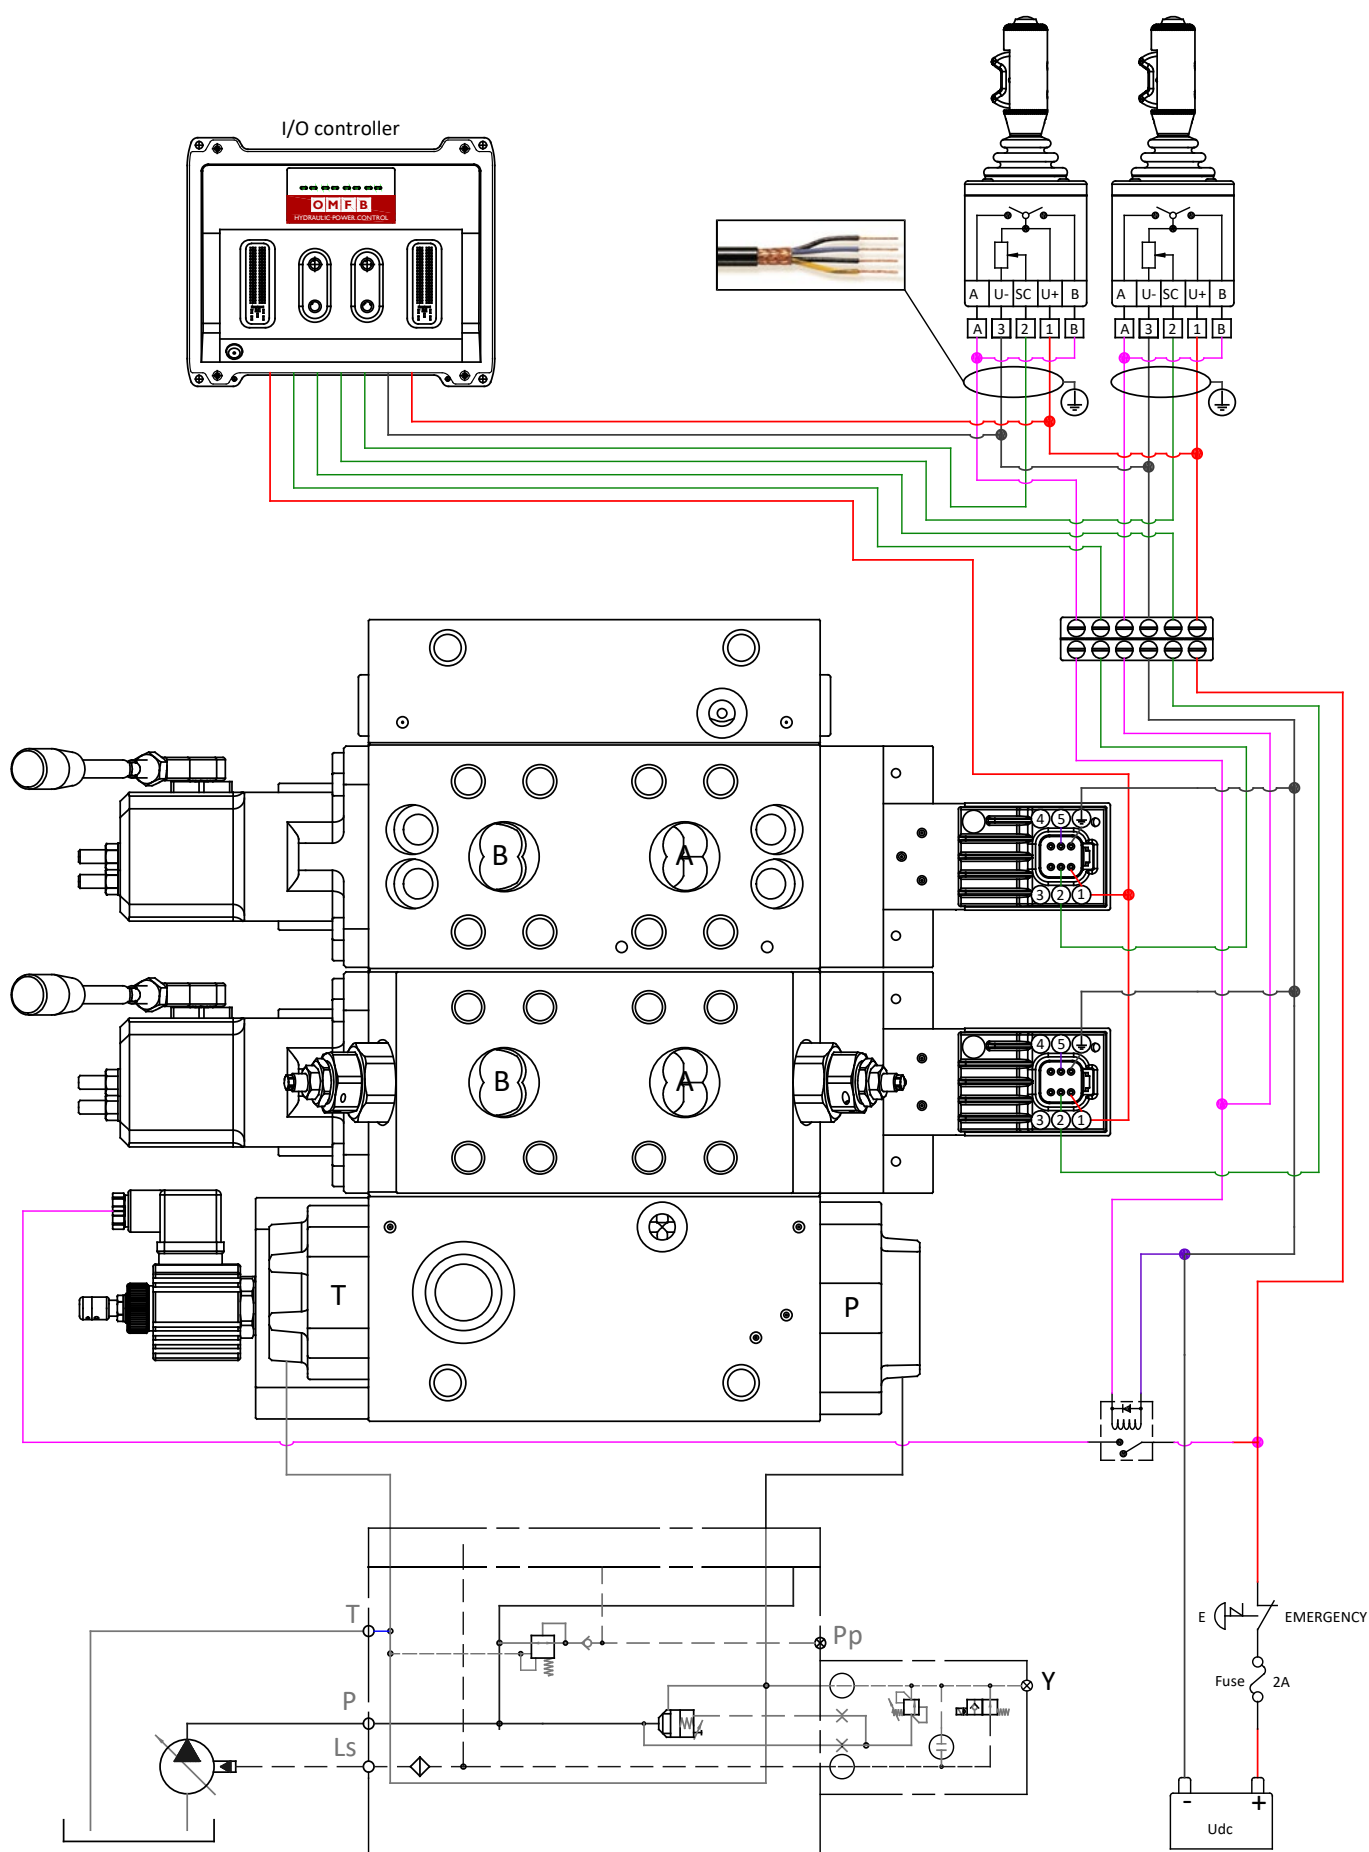 I/O controller
OMFB
HYDRAULIC-POWER CONTROL
A U- SC U+ B
A U- SC U+ B
A 3 2 1 B
A 3 2 1 B
4 5
B A
3 2 1
4 5
B A
3 2 1
T P
E EMERGENCY
T
Pp
Fuse 2A
Y
P
Ls
- +
Udc